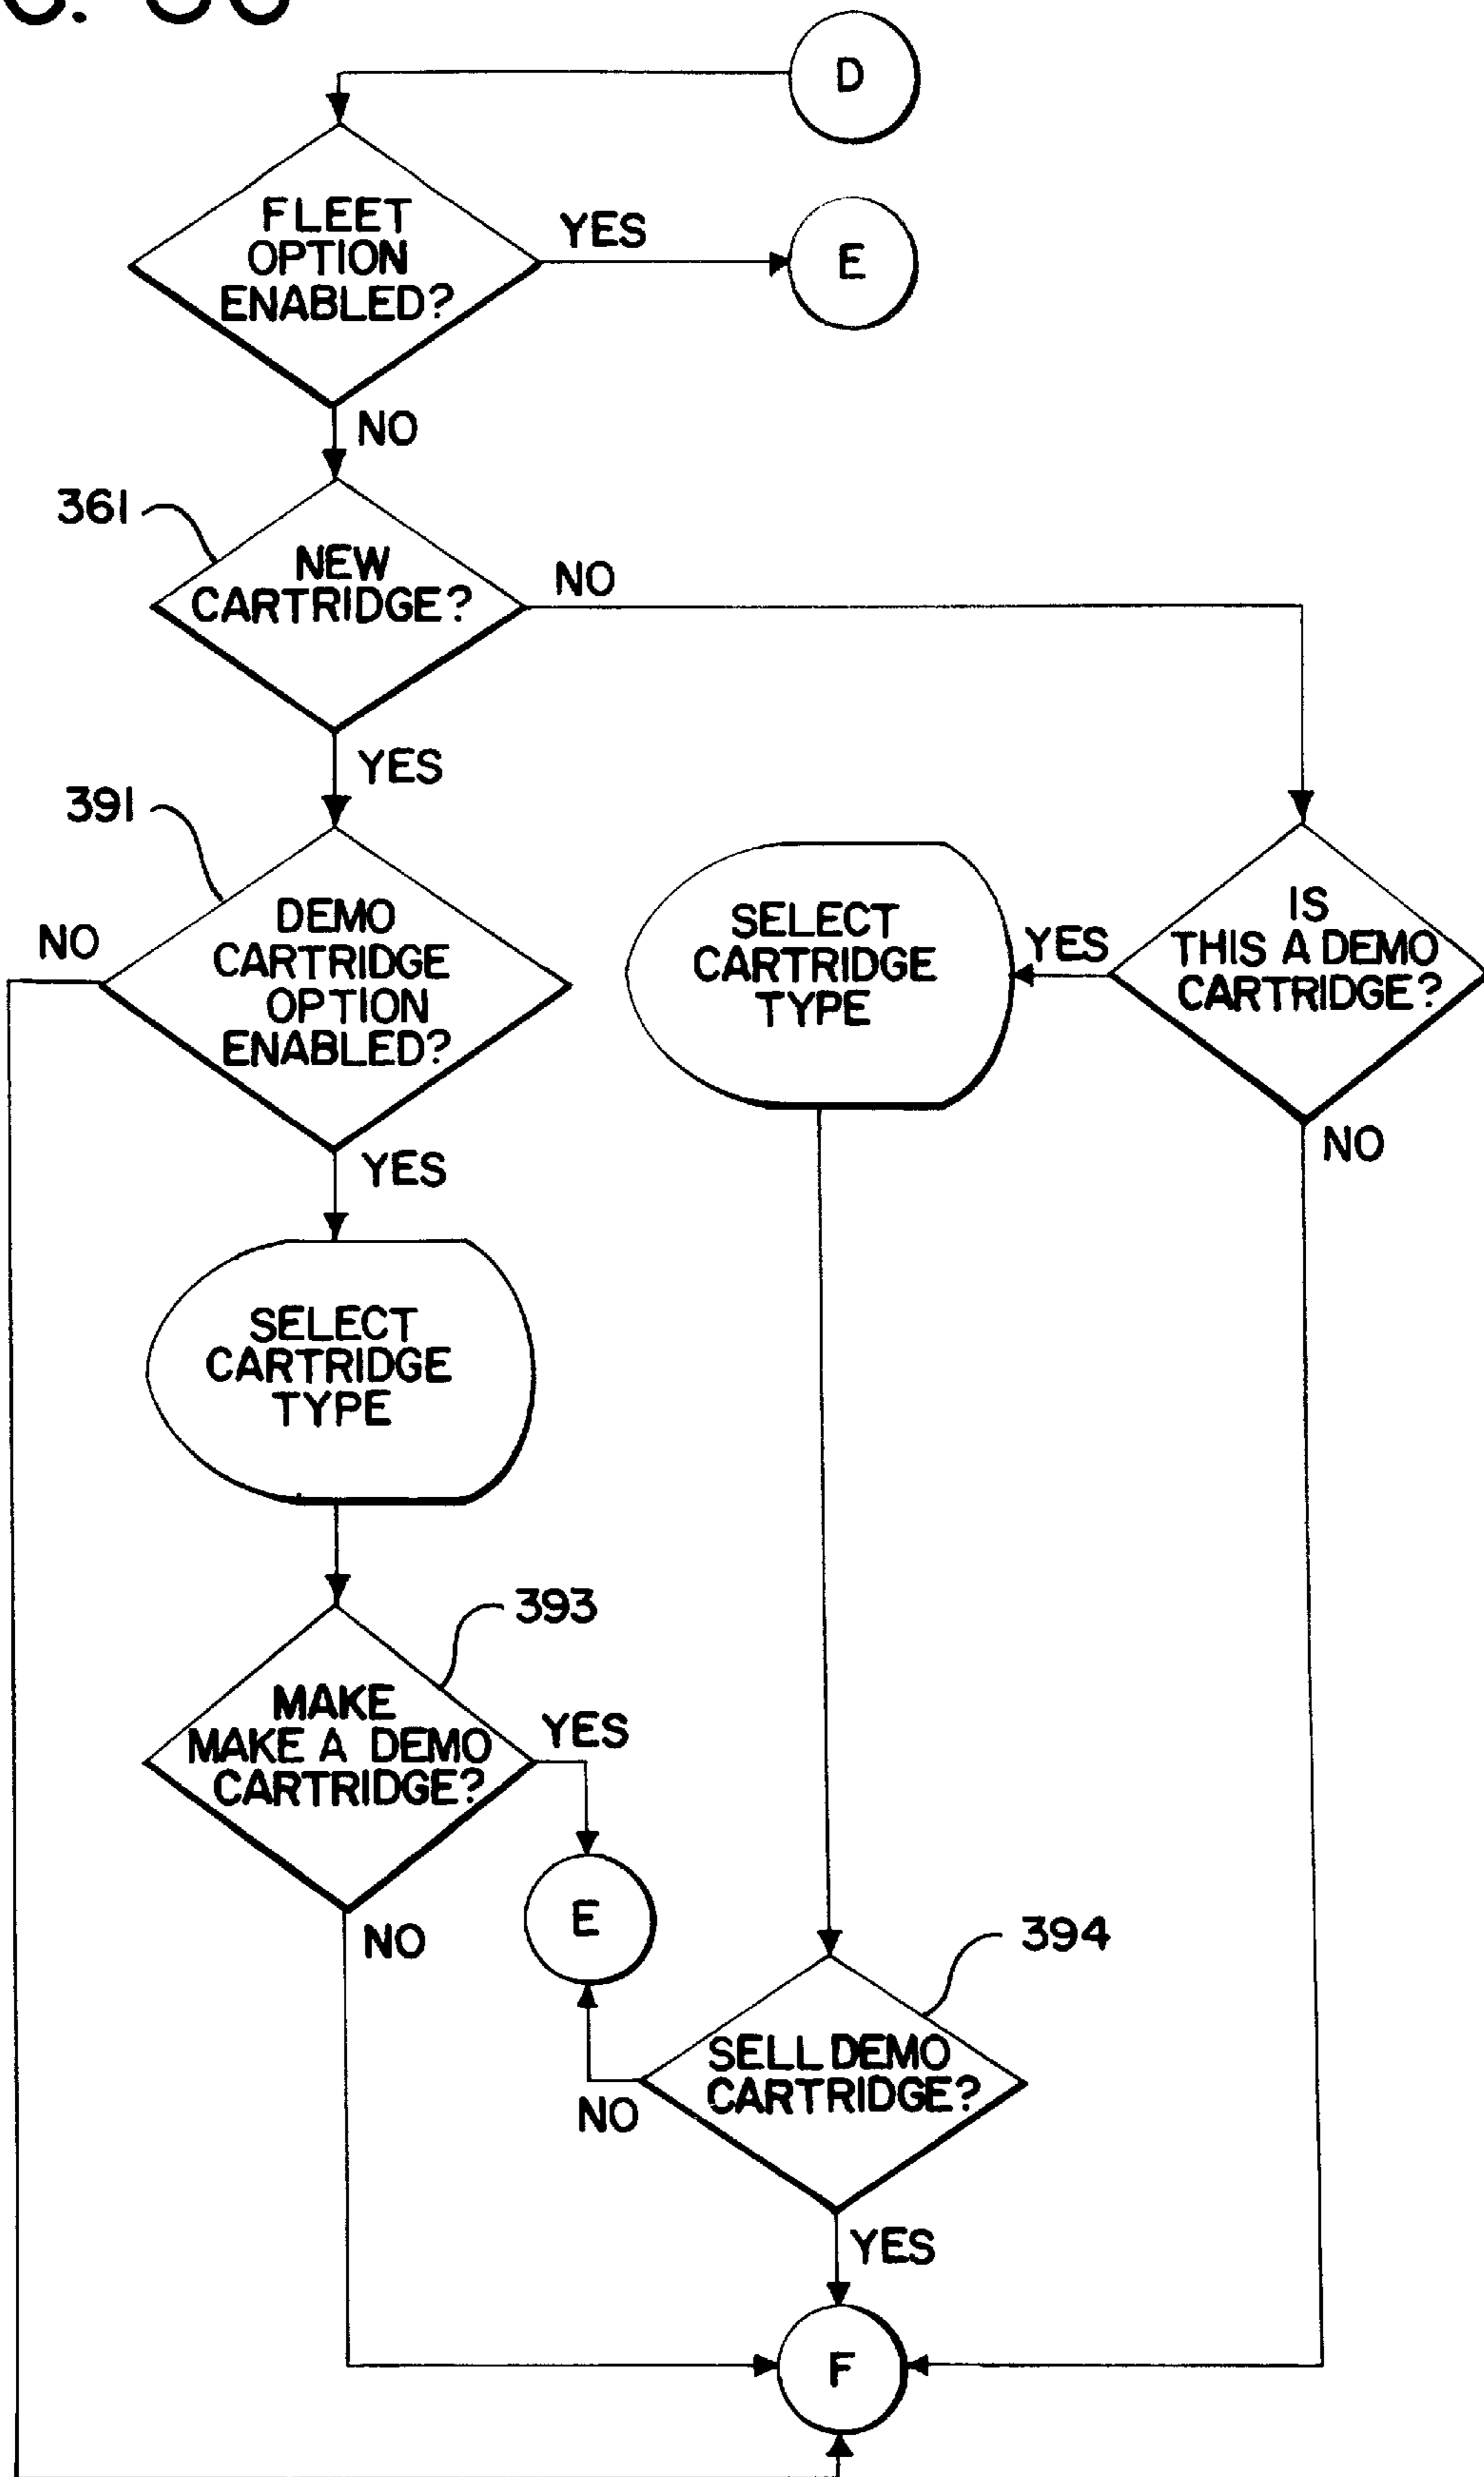 D
FLEET
OPTION
ENABLED?
YES
E
NO
361
NEW
CARTRIDGE?
NO
YES
391
DEMO
CARTRIDGE
OPTION
ENABLED?
NO
YES
SELECT
CARTRIDGE
TYPE
YES
IS
THIS A DEMO
CARTRIDGE?
NO
SELECT
CARTRIDGE
TYPE
393
MAKE
MAKE A DEMO
CARTRIDGE?
YES
E
NO
394
SELL DEMO
CARTRIDGE?
NO
YES
F